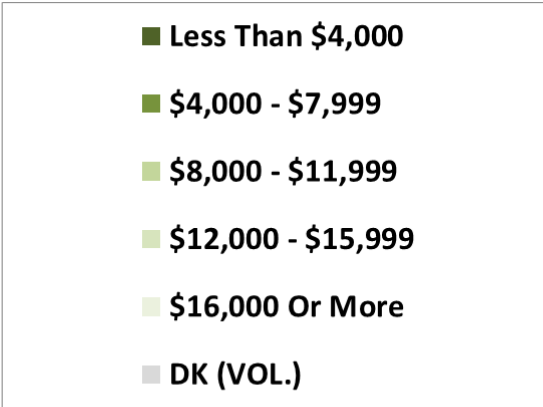 Less Than $4,000
$4,000 - $7,999
$8,000 - $11,999
$12,000 - $15,999
$16,000 Or More
DK (VOL.)